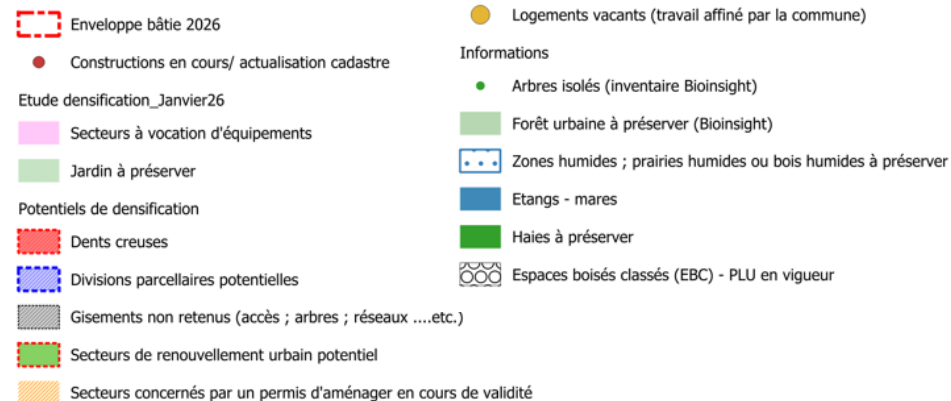 Enveloppe bâtie 2026
Constructions en cours/ actualisation cadastre
Etude densification_Janvier26
Secteurs à vocation d'équipements
Jardin à préserver
Potentiels de densification
Dents creuses
Divisions parcellaires potentielles
Gisements non retenus (accès ; arbres ; réseaux ....etc.)
Secteurs de renouvellement urbain potentiel
Secteurs concernés par un permis d'aménager en cours de validité
Logements vacants (travail affiné par la commune)
Informations
Arbres isolés (inventaire Bioinsight)
Forêt urbaine à préserver (Bioinsight)
Zones humides ; prairies humides ou bois humides à préserver
Etangs - mares
Haies à préserver
Espaces boisés classés (EBC) - PLU en vigueur